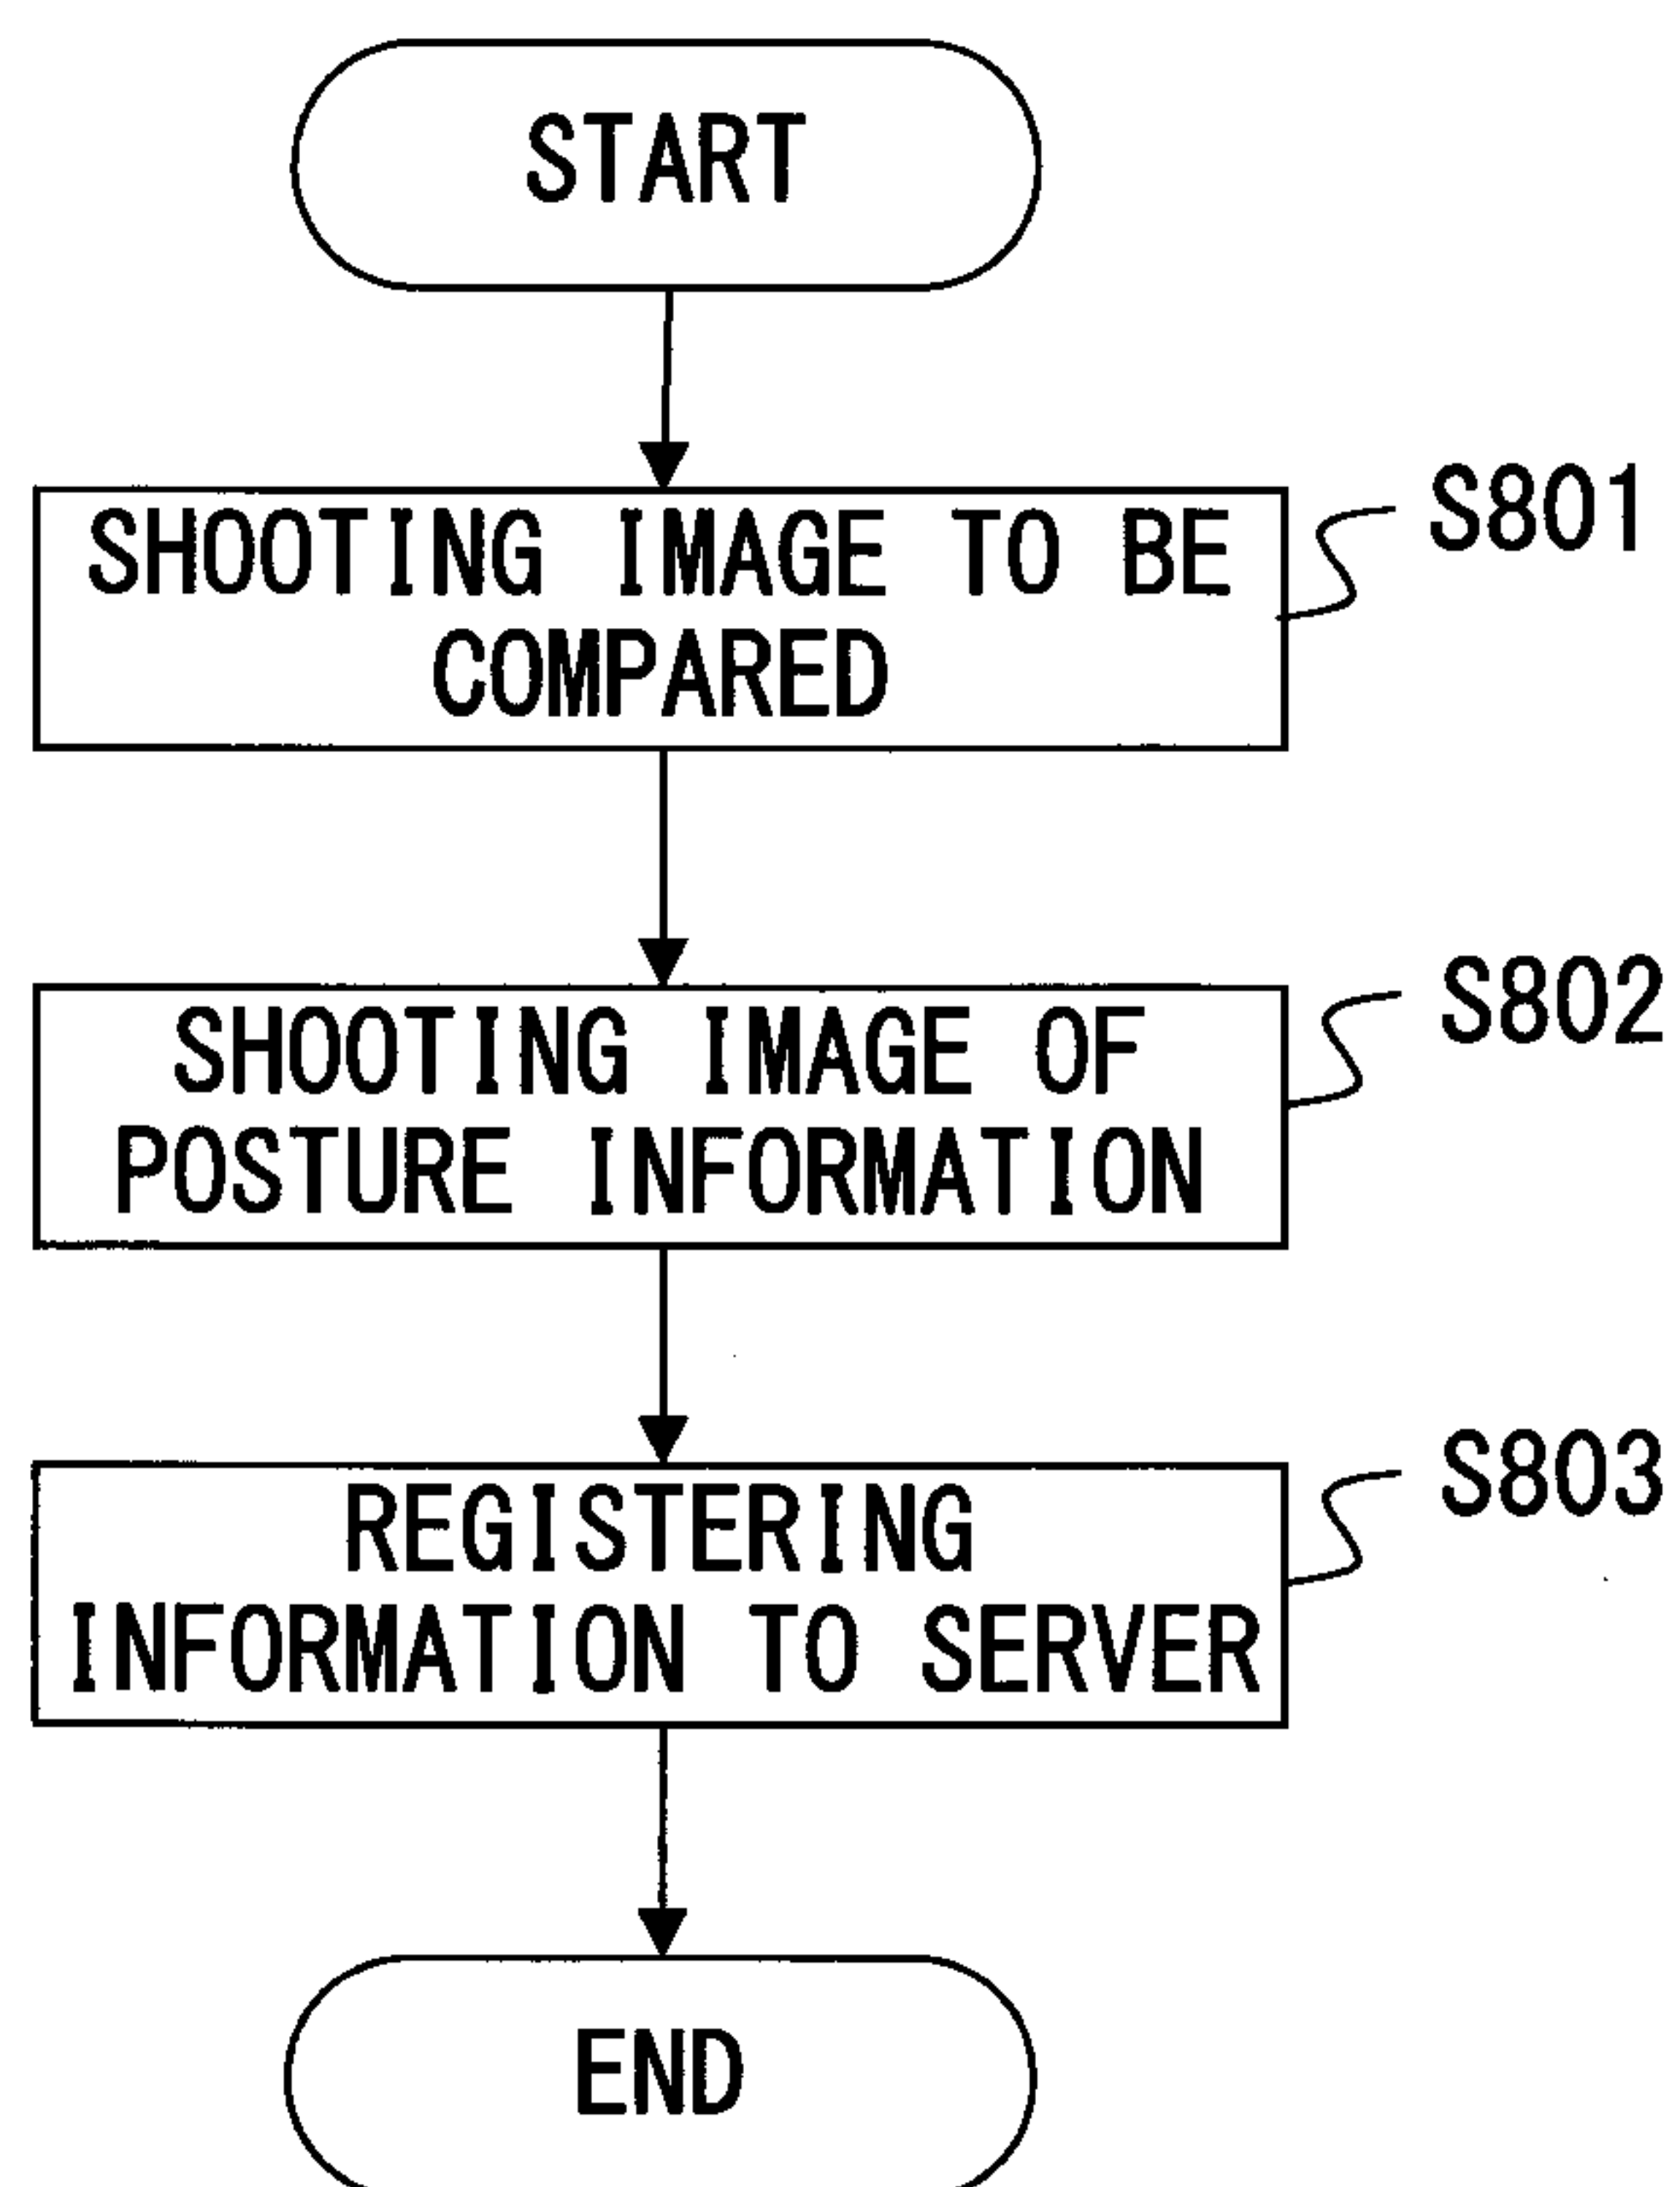 START
SHOOTING IMAGE TO BE
COMPARED
S801
SHOOTING IMAGE OF
POSTURE INFORMATION
S802
REGISTERING
INFORMATION TO SERVER
S803
END